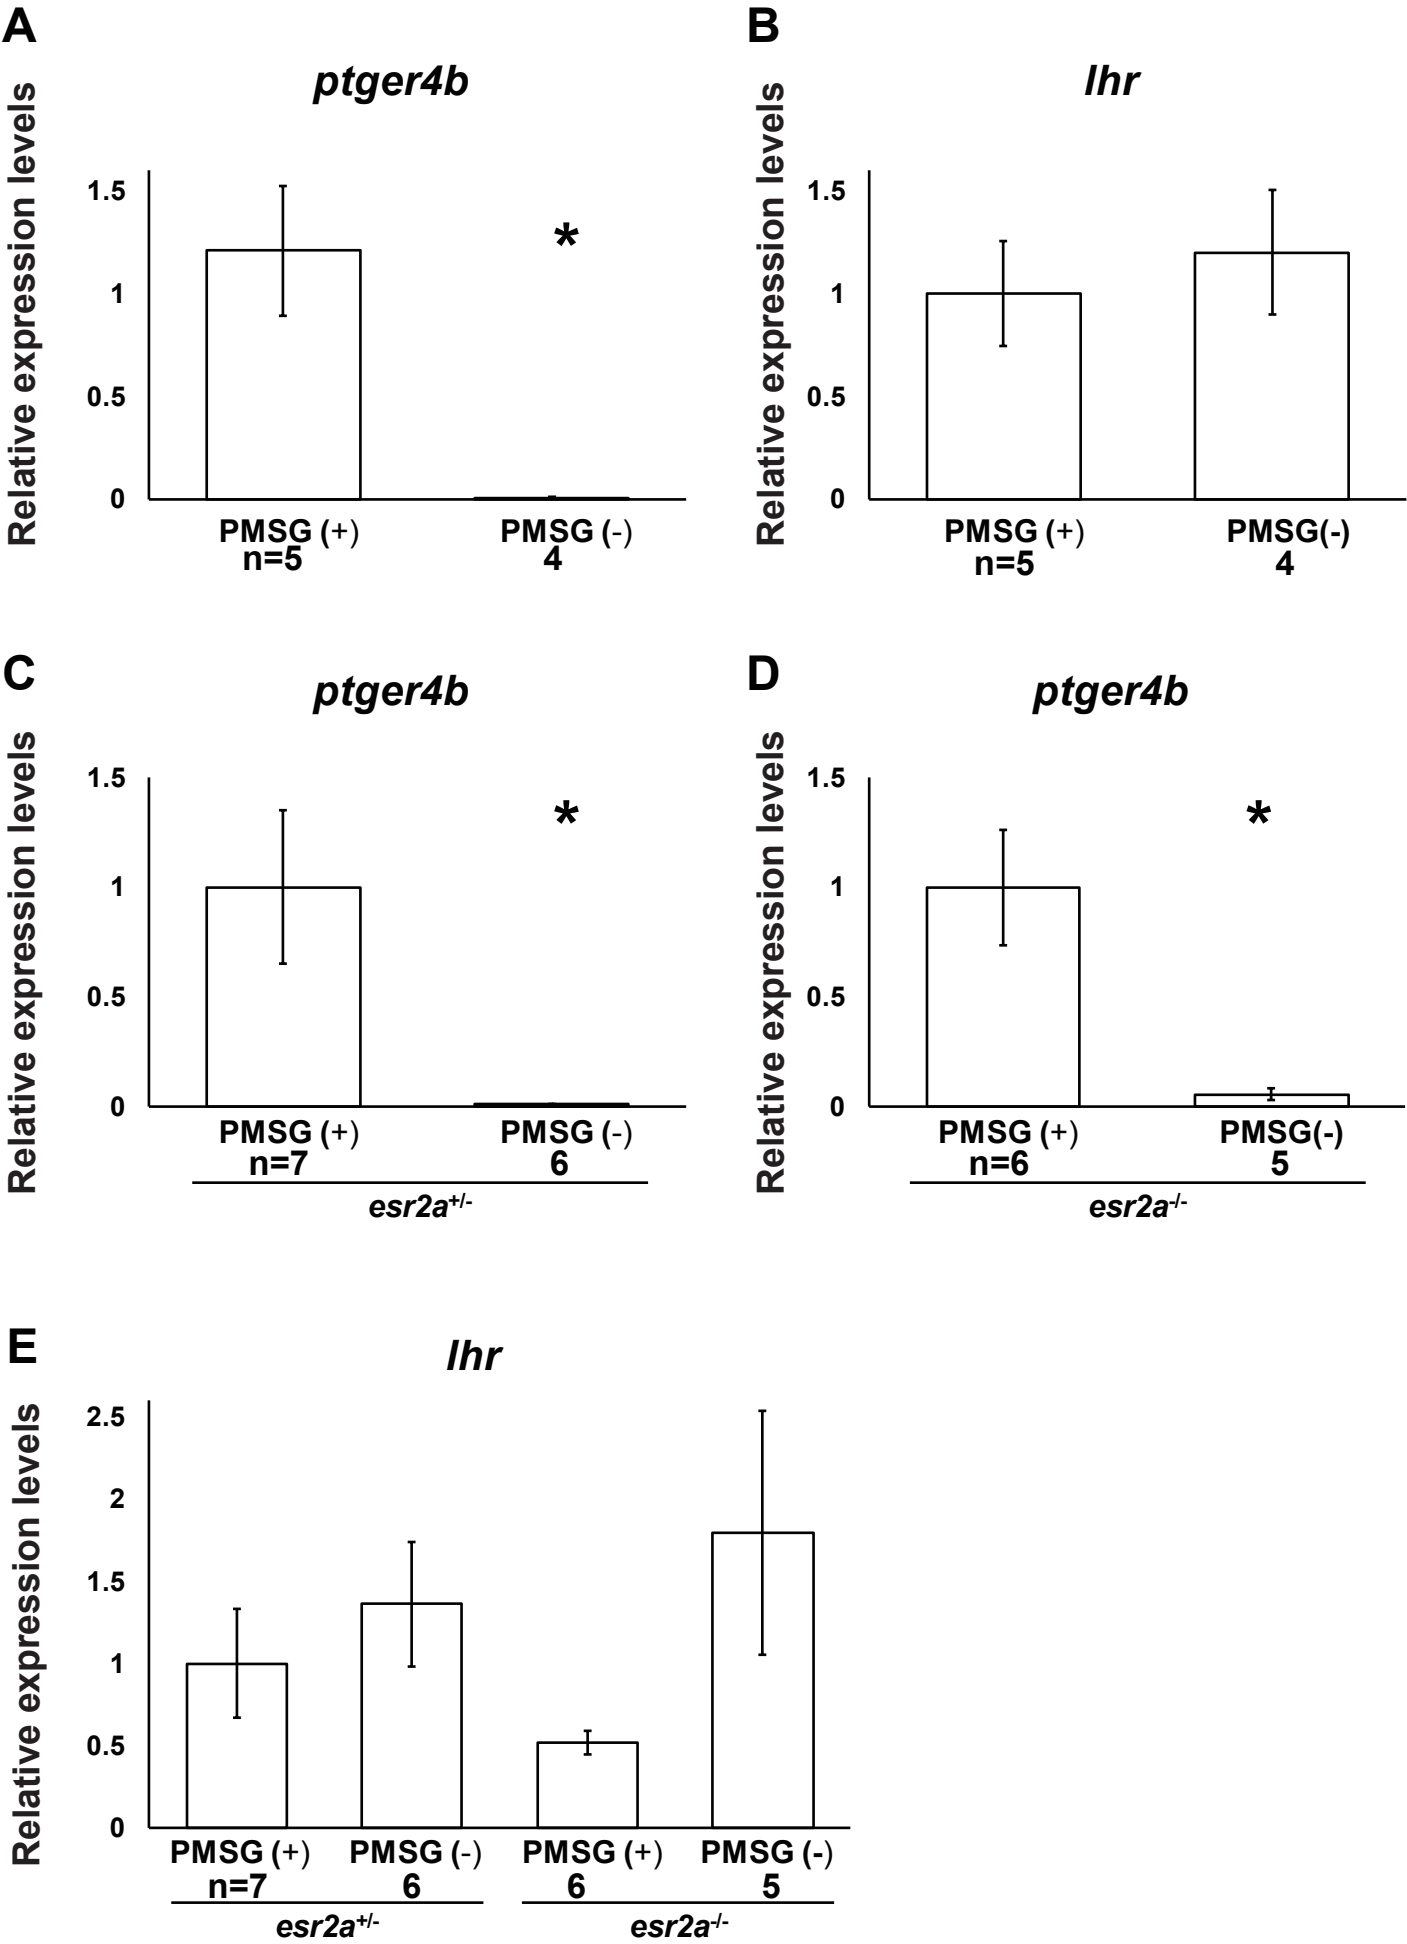 A
ptger4b
Relative expression levels
1.5
*
1
0.5
0
PMSG (+) PMSG (-)
n=5 4
B
lhr
Relative expression levels
1.5
1
0.5
0
PMSG (+) PMSG(-)
n=5 4
C
ptger4b
Relative expression levels
1.5
*
1
0.5
0
PMSG (+) PMSG (-)
n=7 6
esr2a+/-
D
ptger4b
Relative expression levels
1.5
*
1
0.5
0
PMSG (+) PMSG(-)
n=6 5
esr2a-/-
E
lhr
Relative expression levels
2.5
2
1.5
1
0.5
0
PMSG (+) PMSG (-) PMSG (+) PMSG (-)
n=7 6 6 5
esr2a+/- esr2a-/-